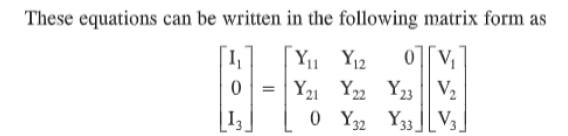 These equations can be written in the following matrix form as
[I₁] [Y₁₁ Y₁₂ 0] [V₁]
[0] = [Y₂₁ Y₂₂ Y₂₃] [V₂]
[I₃] [0 Y₃₂ Y₃₃] [V₃]